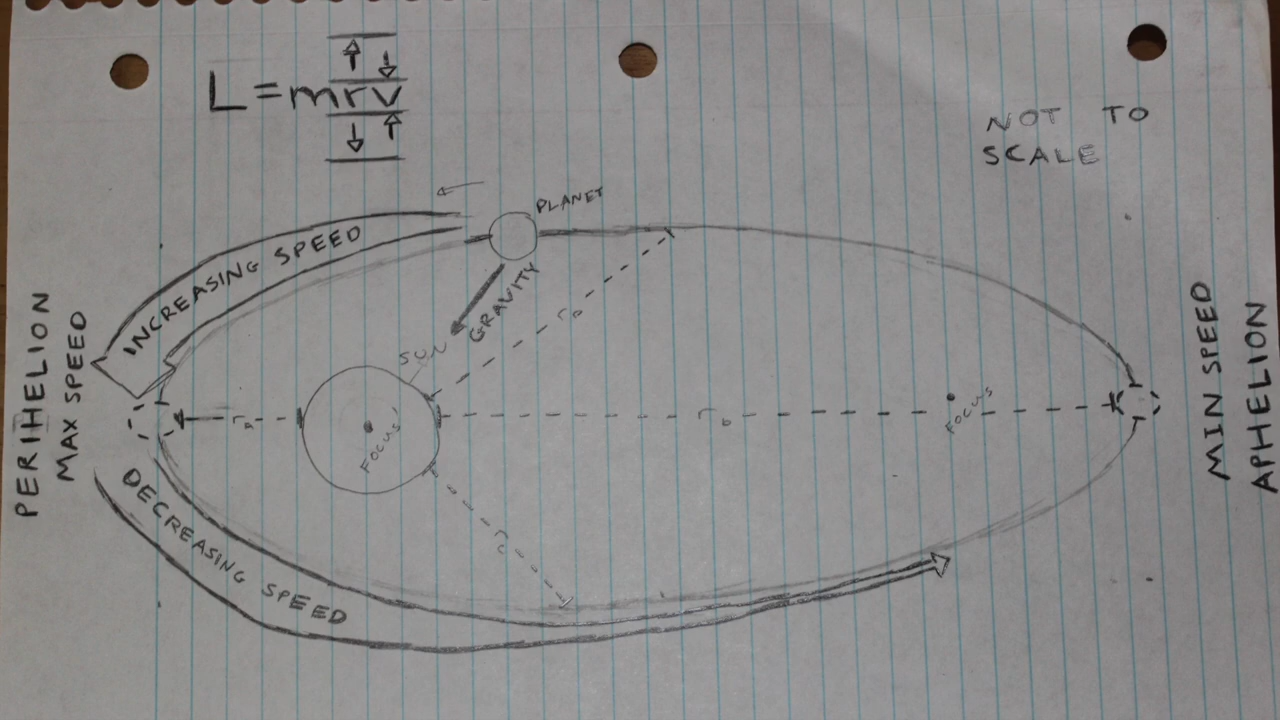 L=mrv
NOT TO
SCALE
PLANET
INCREASING SPEED
GRAVITY
SUN
PERIHELION
MAX SPEED
MIN SPEED
APHELION
FOCUS
FOCUS
DECREASING SPEED